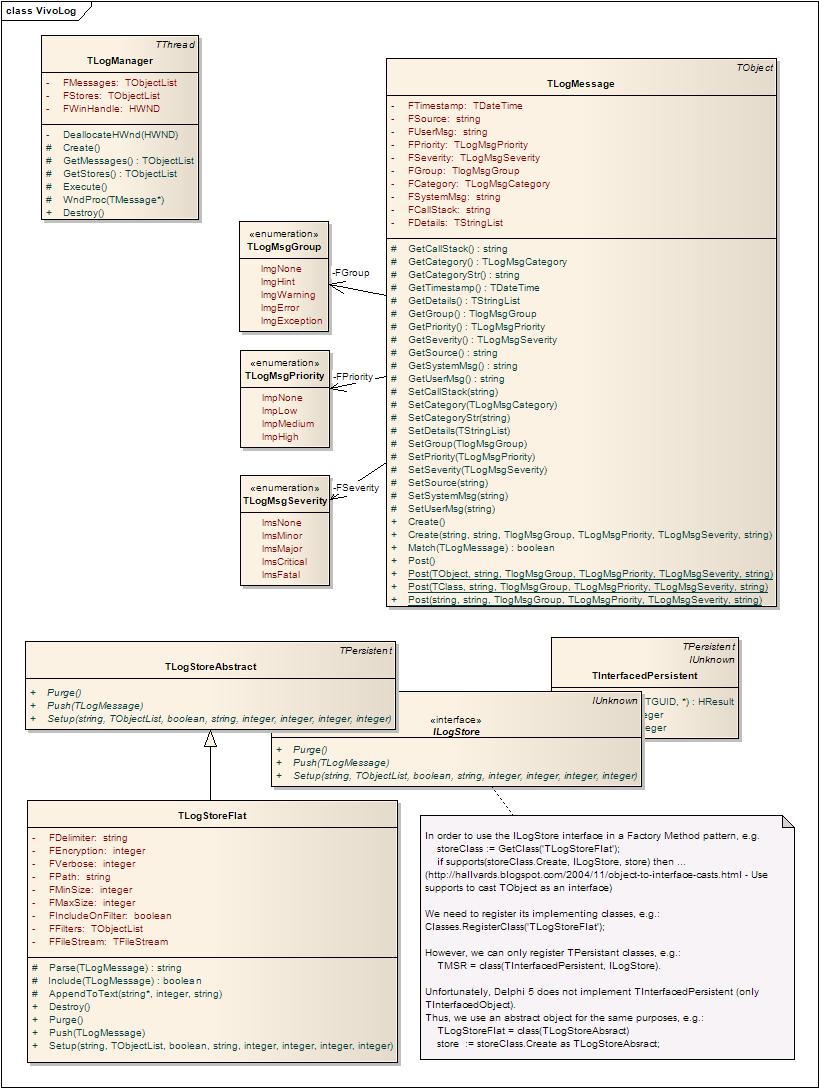 class VivoLog
TThread
TLogManager
- FMessages: TObjectList
- FStores: TObjectList
- FWinHandle: HWND
- DeallocateHWnd(HWND)
# Create()
# GetMessages() : TObjectList
# GetStores() : TObjectList
# Execute()
# WndProc(TMessage*)
+ Destroy()
TObject
TLogMessage
- FTimestamp: TDateTime
- FSource: string
- FUserMsg: string
- FPriority: TLogMsgPriority
- FSeverity: TLogMsgSeverity
- FGroup: TlogMsgGroup
- FCategory: TLogMsgCategory
- FSystemMsg: string
- FCallStack: string
- FDetails: TStringList
# GetCallStack() : string
# GetCategory() : TLogMsgCategory
# GetCategoryStr() : string
# GetTimestamp() : TDateTime
# GetDetails() : TStringList
# GetGroup() : TlogMsgGroup
# GetPriority() : TLogMsgPriority
# GetSeverity() : TLogMsgSeverity
# GetSource() : string
# GetSystemMsg() : string
# GetUserMsg() : string
# SetCallStack(string)
# SetCategory(TLogMsgCategory)
# SetCategoryStr(string)
# SetDetails(TStringList)
# SetGroup(TlogMsgGroup)
# SetPriority(TLogMsgPriority)
# SetSeverity(TLogMsgSeverity)
# SetSource(string)
# SetSystemMsg(string)
# SetUserMsg(string)
+ Create()
+ Create(string, string, TlogMsgGroup, TLogMsgPriority, TLogMsgSeverity, string)
+ Match(TLogMessage) : boolean
+ Post()
+ Post(TObject, string, TlogMsgGroup, TLogMsgPriority, TLogMsgSeverity, string)
+ Post(TClass, string, TlogMsgGroup, TLogMsgPriority, TLogMsgSeverity, string)
+ Post(string, string, TlogMsgGroup, TLogMsgPriority, TLogMsgSeverity, string)
«enumeration»
TLogMsgGroup
lmgNone
lmgHint
lmgWarning
lmgError
lmgException
-FGroup
«enumeration»
TLogMsgPriority
lmpNone
lmpLow
lmpMedium
lmpHigh
-FPriority
«enumeration»
TLogMsgSeverity
lmsNone
lmsMinor
lmsMajor
lmsCritical
lmsFatal
-FSeverity
TPersistent
TLogStoreAbstract
+ Purge()
+ Push(TLogMessage)
+ Setup(string, TObjectList, boolean, string, integer, integer, integer, integer)
TPersistent
IUnknown
TInterfacedPersistent
TGUID, *) : HResult
eger
eger
IUnknown
«interface»
ILogStore
+ Purge()
+ Push(TLogMessage)
+ Setup(string, TObjectList, boolean, string, integer, integer, integer, integer)
TLogStoreFlat
- FDelimiter: string
- FEncryption: integer
- FVerbose: integer
- FPath: string
- FMinSize: integer
- FMaxSize: integer
- FIncludeOnFilter: boolean
- FFilters: TObjectList
- FFileStream: TFileStream
# Parse(TLogMessage) : string
# Include(TLogMessage) : boolean
# AppendToText(string*, integer, string)
+ Destroy()
+ Purge()
+ Push(TLogMessage)
+ Setup(string, TObjectList, boolean, string, integer, integer, integer, integer)
In order to use the ILogStore interface in a Factory Method pattern, e.g.
storeClass := GetClass('TLogStoreFlat');
if supports(storeClass.Create, ILogStore, store) then ...
(http://hallvards.blogspot.com/2004/11/object-to-interface-casts.html - Use
supports to cast TObject as an interface)
We need to register its implementing classes, e.g.:
Classes.RegisterClass('TLogStoreFlat');
However, we can only register TPersistant classes, e.g.:
TMSR = class(TInterfacedPersistent, ILogStore).
Unfortunately, Delphi 5 does not implement TInterfacedPersistent (only
TInterfacedObject).
Thus, we use an abstract object for the same purposes, e.g.:
TLogStoreFlat = class(TLogStoreAbsract)
store := storeClass.Create as TLogStoreAbsract;